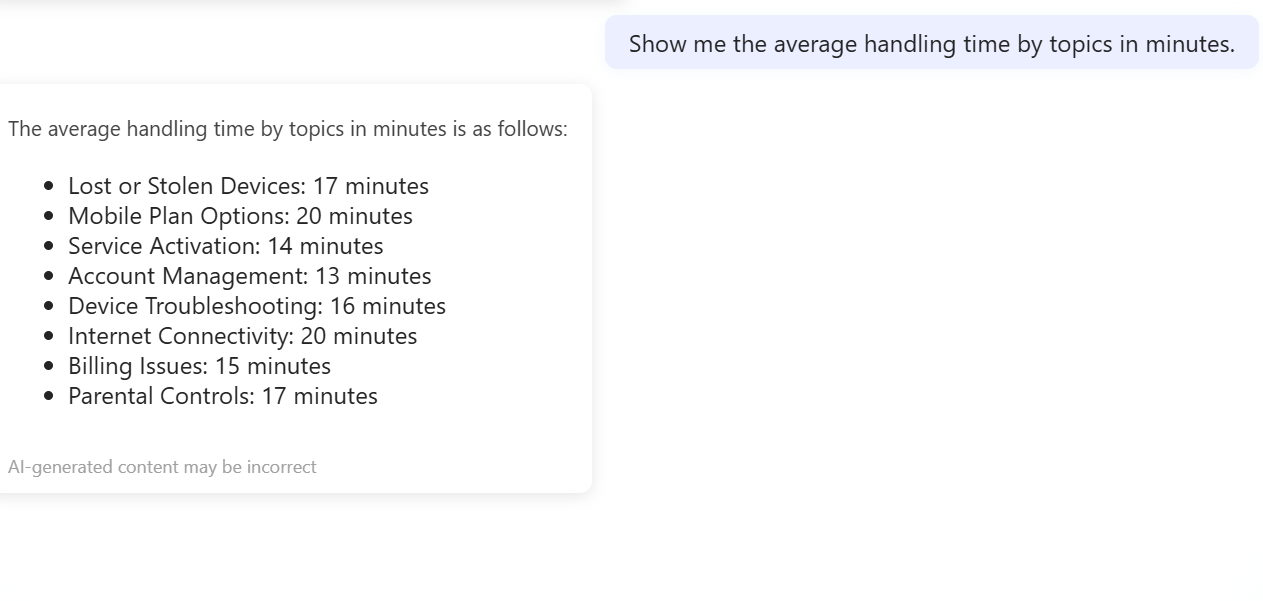 Show me the average handling time by topics in minutes.
The average handling time by topics in minutes is as follows:
• Lost or Stolen Devices: 17 minutes
• Mobile Plan Options: 20 minutes
• Service Activation: 14 minutes
• Account Management: 13 minutes
• Device Troubleshooting: 16 minutes
• Internet Connectivity: 20 minutes
• Billing Issues: 15 minutes
• Parental Controls: 17 minutes
AI-generated content may be incorrect